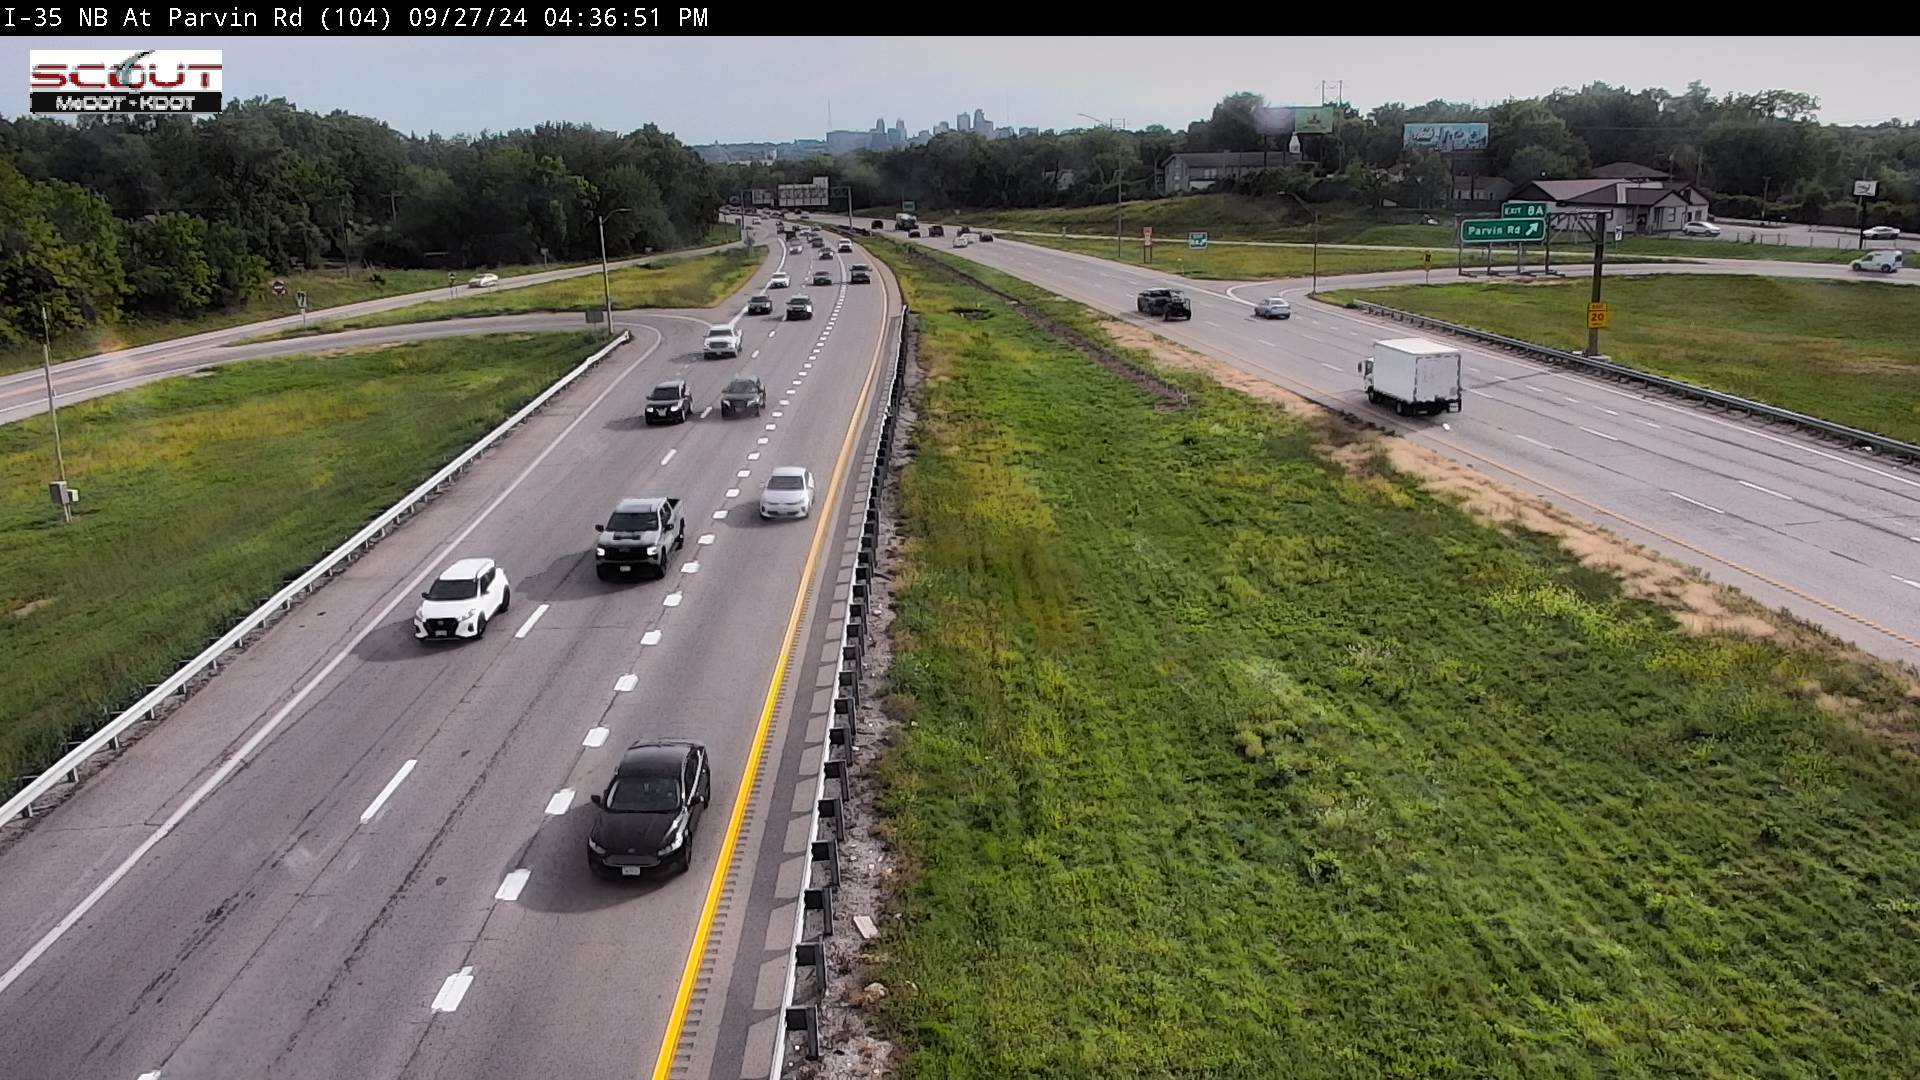 I-35 NB At Parvin Rd (104) 09/27/24 04:36:51 PM
SCOUT
MoDOT - KDOT
EXIT 8A
Parvin Rd
20